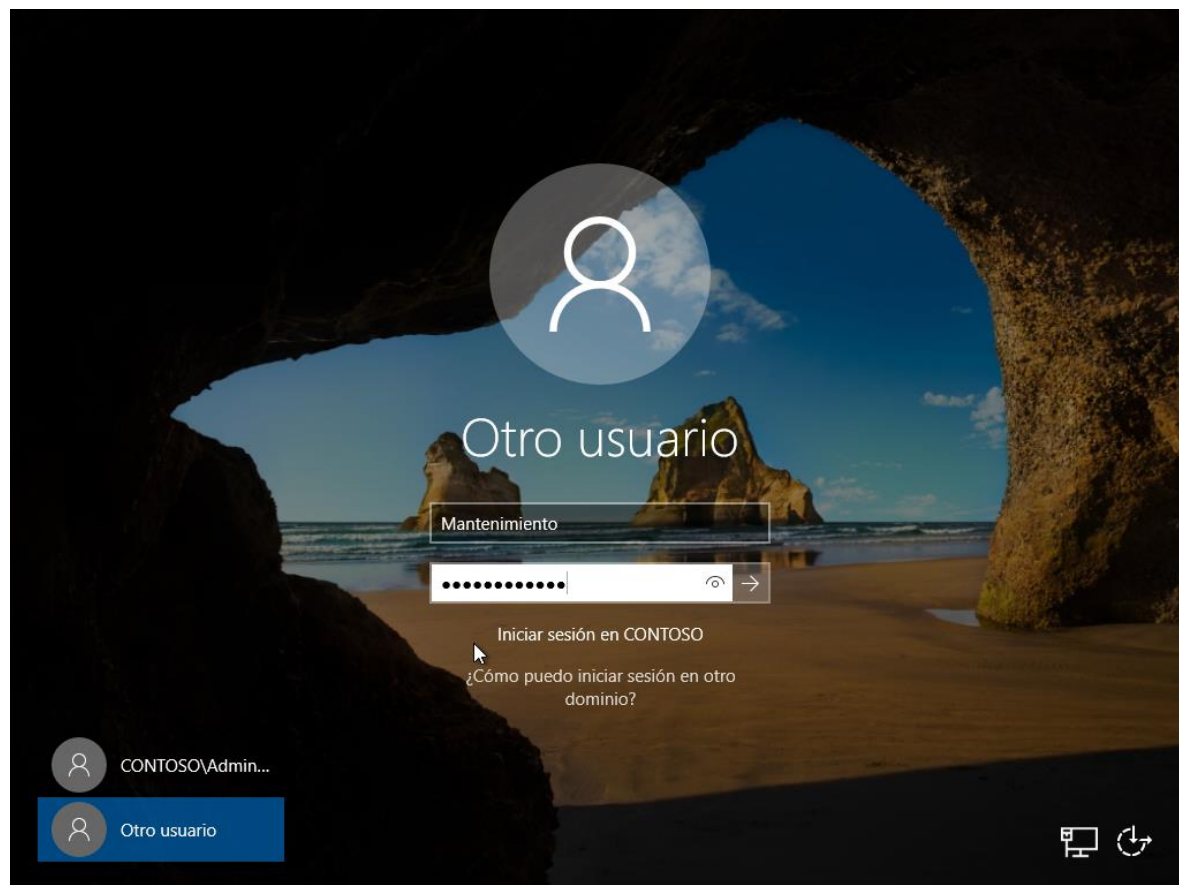 Otro usuario
Mantenimiento
Iniciar sesión en CONTOSO
¿Cómo puedo iniciar sesión en otro
dominio?
CONTOSO\Admin...
Otro usuario